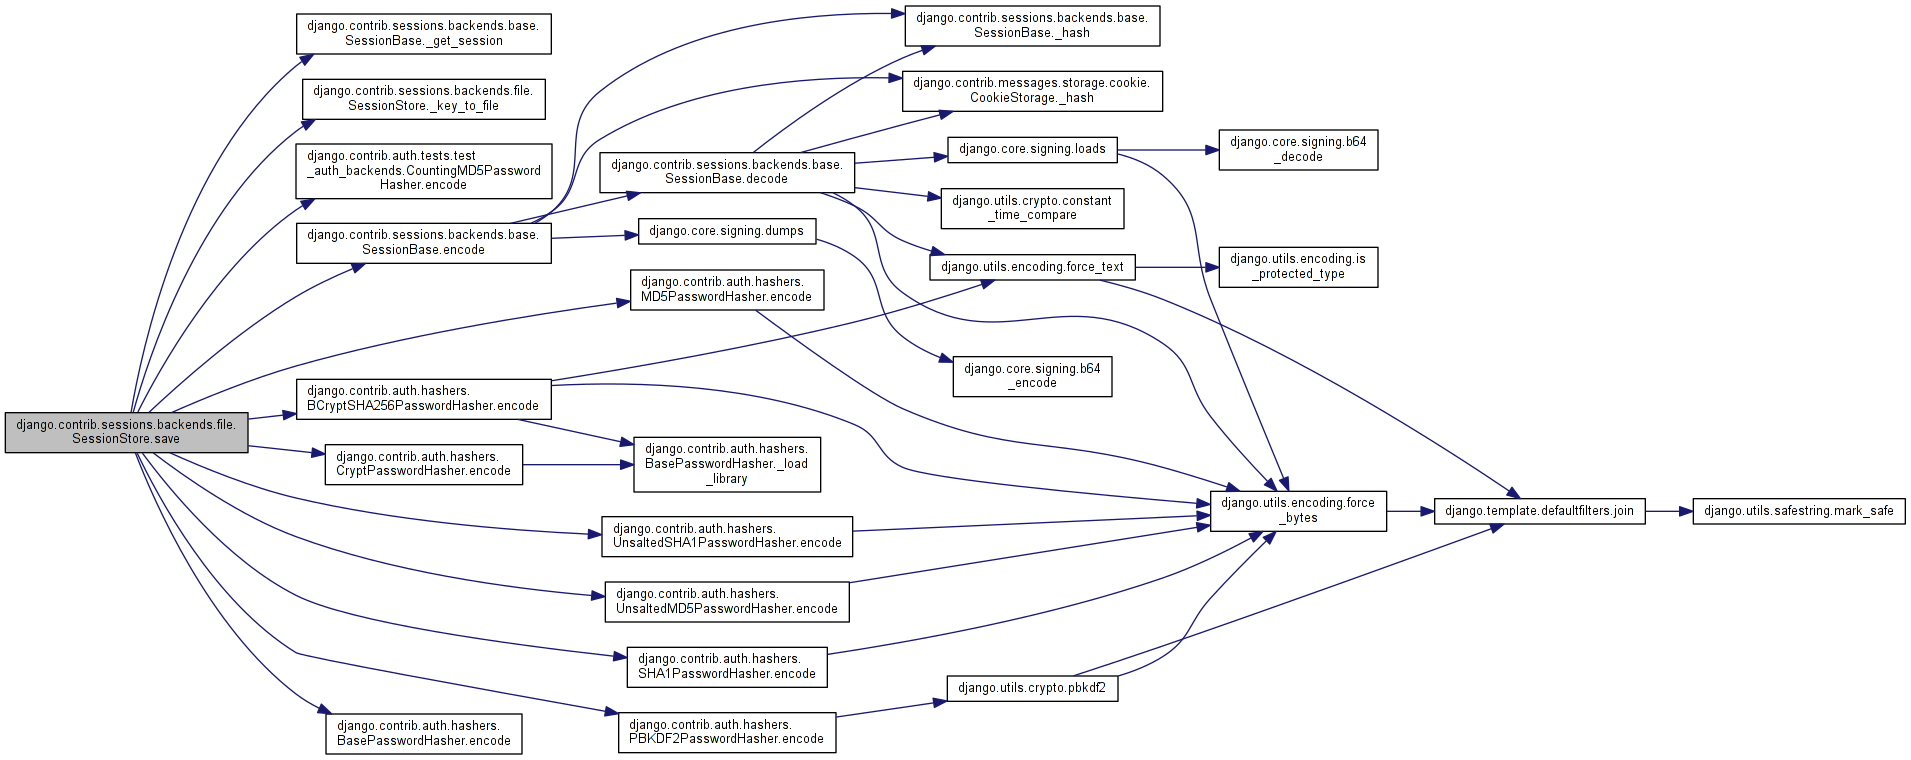 django.contrib.sessions.backends.file.
SessionStore.save
django.contrib.sessions.backends.base.
SessionBase._get_session
django.contrib.sessions.backends.file.
SessionStore._key_to_file
django.contrib.auth.tests.test
_auth_backends.CountingMD5Password
Hasher.encode
django.contrib.sessions.backends.base.
SessionBase.encode
django.contrib.auth.hashers.
BCryptSHA256PasswordHasher.encode
django.contrib.auth.hashers.
CryptPasswordHasher.encode
django.contrib.auth.hashers.
BasePasswordHasher.encode
django.contrib.sessions.backends.base.
SessionBase.decode
django.core.signing.dumps
django.contrib.auth.hashers.
MD5PasswordHasher.encode
django.contrib.auth.hashers.
BasePasswordHasher._load
_library
django.contrib.auth.hashers.
UnsaltedSHA1PasswordHasher.encode
django.contrib.auth.hashers.
UnsaltedMD5PasswordHasher.encode
django.contrib.auth.hashers.
SHA1PasswordHasher.encode
django.contrib.auth.hashers.
PBKDF2PasswordHasher.encode
django.contrib.sessions.backends.base.
SessionBase._hash
django.contrib.messages.storage.cookie.
CookieStorage._hash
django.core.signing.loads
django.utils.crypto.constant
_time_compare
django.utils.encoding.force_text
django.core.signing.b64
_encode
django.utils.crypto.pbkdf2
django.core.signing.b64
_decode
django.utils.encoding.is
_protected_type
django.utils.encoding.force
_bytes
django.template.defaultfilters.join
django.utils.safestring.mark_safe